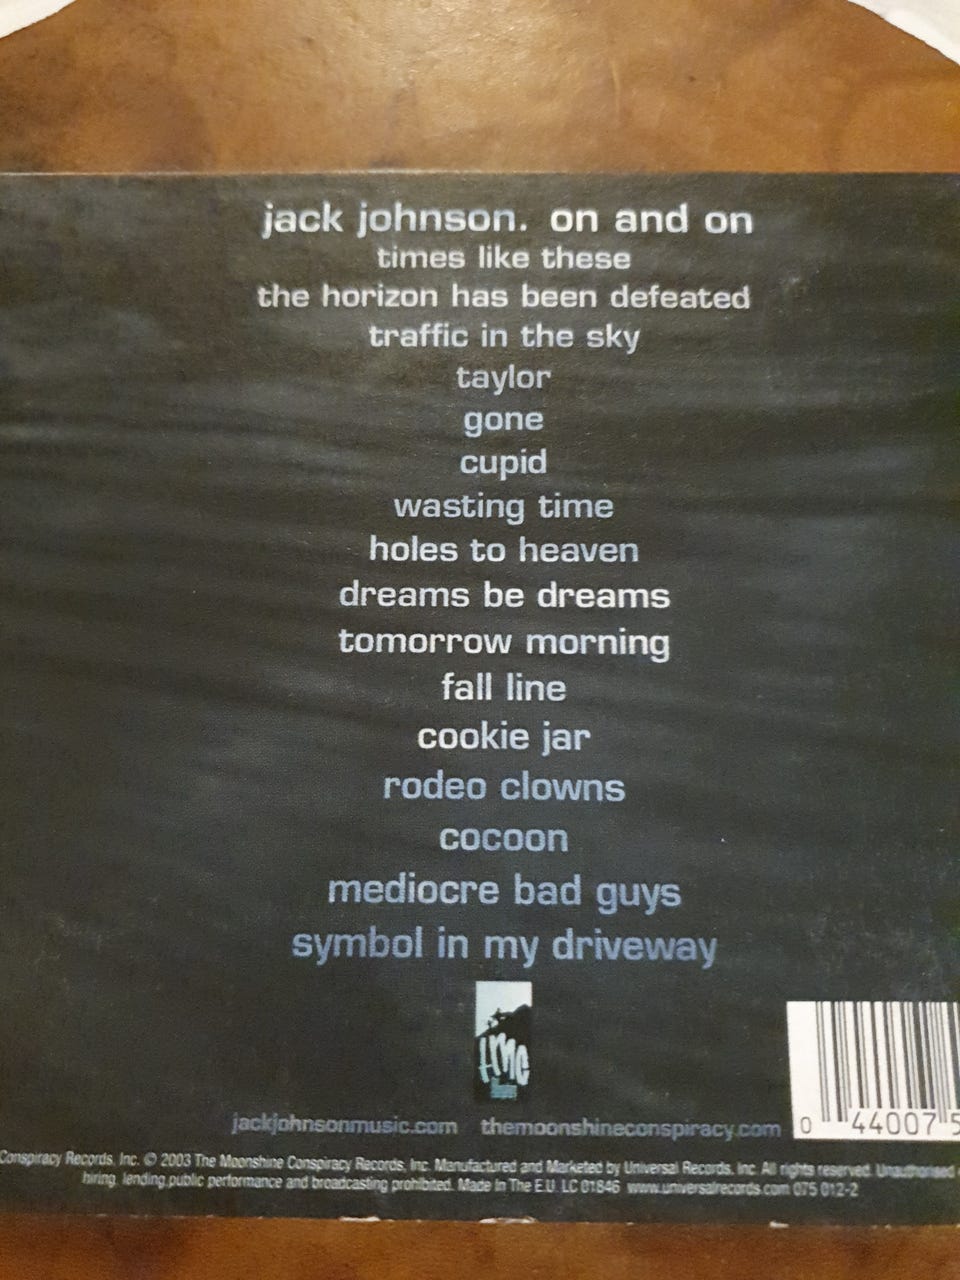 jack johnson. on and on
times like these
the horizon has been defeated
traffic in the sky
taylor
gone
cupid
wasting time
holes to heaven
dreams be dreams
tomorrow morning
fall line
cookie jar
rodeo clowns
cocoon
mediocre bad guys
symbol in my driveway
tmc
jackjohnsonmusic.com themoonshineconspiracy.com
0 44007 5
Conspiracy Records, Inc. © 2003 The Moonshine Conspiracy Records, Inc. Manufactured and Marketed by Universal Records, Inc. All rights reserved. Unauthorised
hiring, lending,public performance and broadcasting prohibited. Made In The E.U. LC 01846 www.universalrecords.com 075 012-2